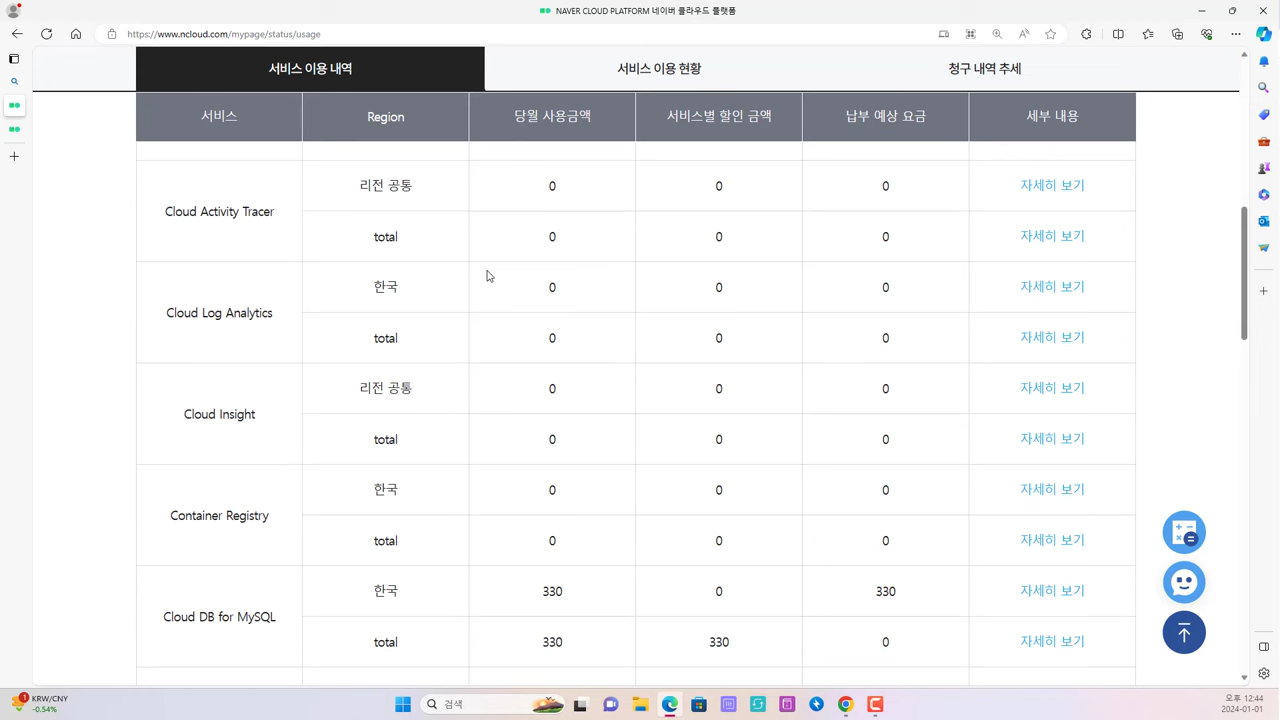 NAVER CLOUD PLATFORM 네이버 클라우드 플랫폼
https://www.ncloud.com/mypage/status/usage
서비스 이용 내역 서비스 이용 현황 청구 내역 추세
서비스 Region 당월 사용금액 서비스별 할인 금액 납부 예상 요금 세부 내용
Cloud Activity Tracer 리전 공통 0 0 0 자세히 보기
total 0 0 0 자세히 보기
Cloud Log Analytics 한국 0 0 0 자세히 보기
total 0 0 0 자세히 보기
Cloud Insight 리전 공통 0 0 0 자세히 보기
total 0 0 0 자세히 보기
Container Registry 한국 0 0 0 자세히 보기
total 0 0 0 자세히 보기
Cloud DB for MySQL 한국 330 0 330 자세히 보기
total 330 330 0 자세히 보기
1 KRW/CNY
-0.54%
검색
오후 12:44
2024-01-01